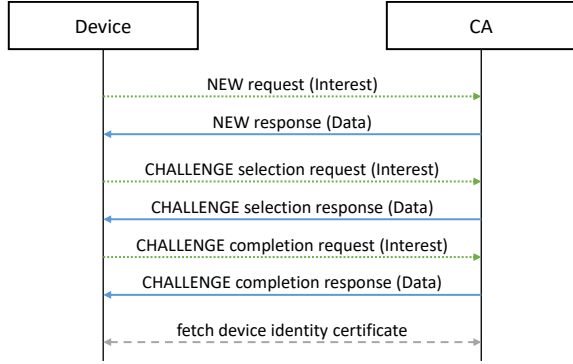 Device
CA
NEW request (Interest)
NEW response (Data)
CHALLENGE selection request (Interest)
CHALLENGE selection response (Data)
CHALLENGE completion request (Interest)
CHALLENGE completion response (Data)
fetch device identity certificate